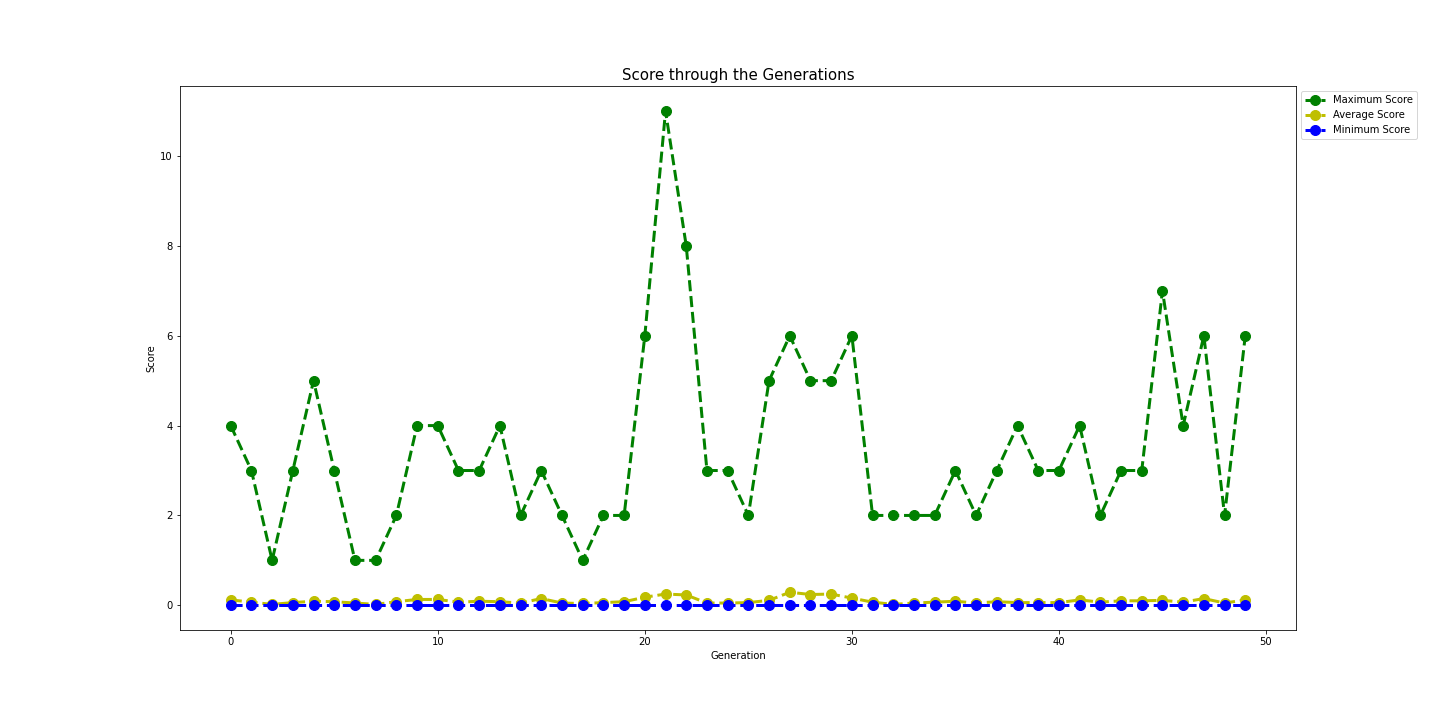 Score through the Generations
Maximum Score
Average Score
Minimum Score
10
8
6
4
2
0
Score
0 10 20 30 40 50
Generation